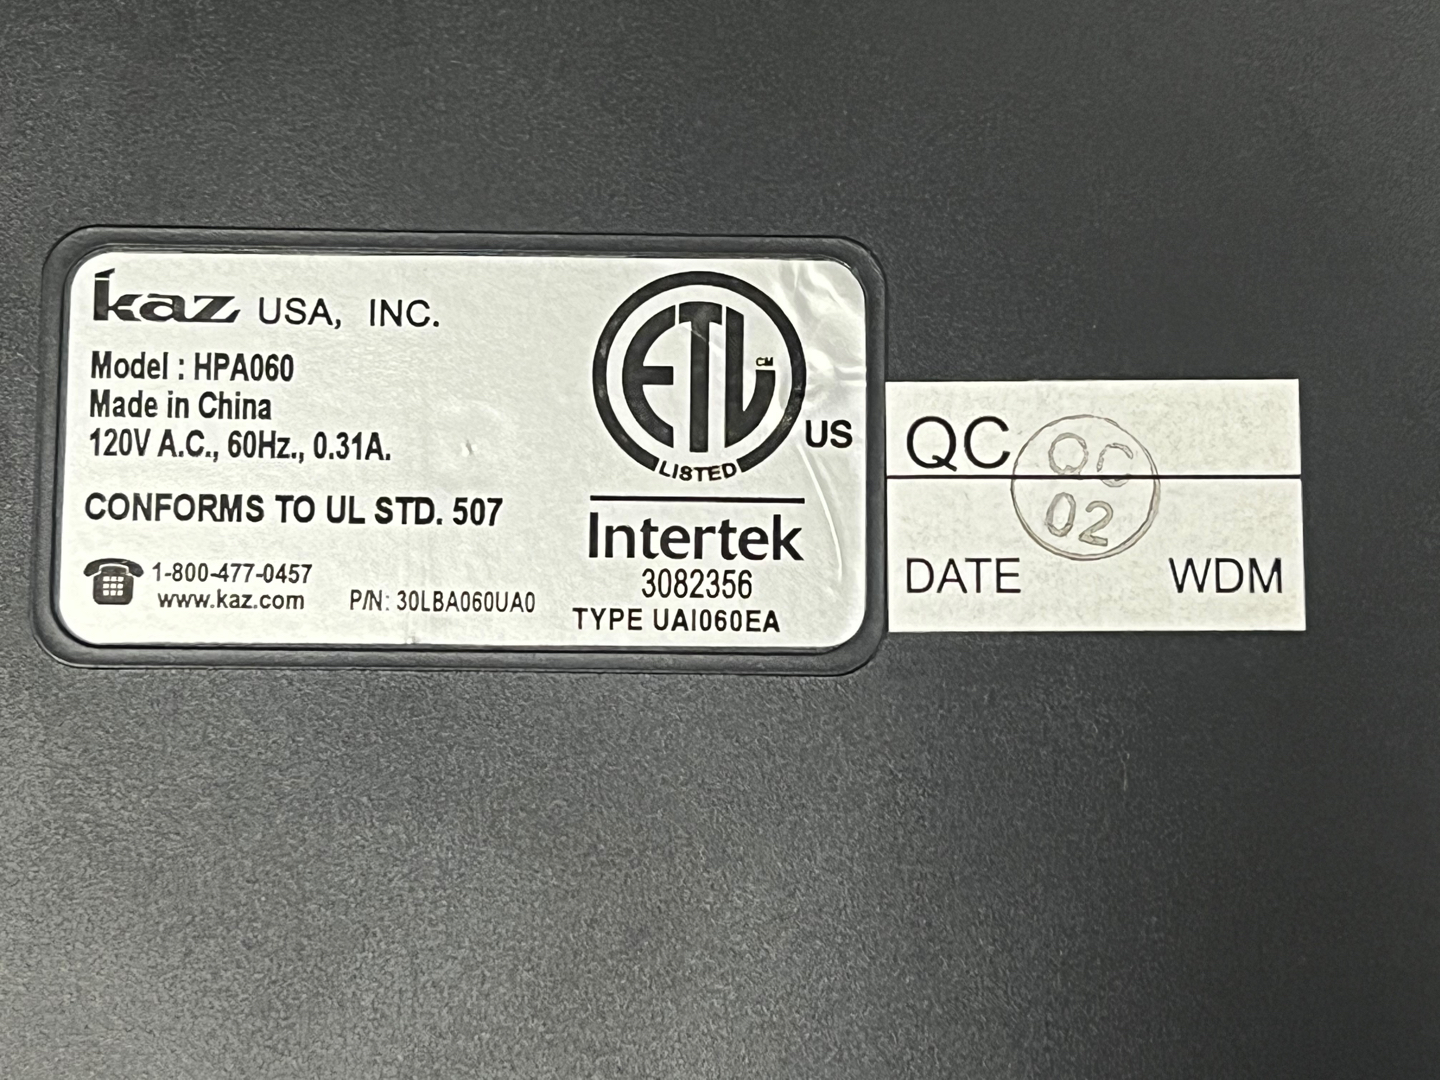 kaz USA, INC.
Model : HPA060
Made in China
120V A.C., 60Hz., 0.31A.
CONFORMS TO UL STD. 507
1-800-477-0457
www.kaz.com
P/N: 30LBA060UA0
ETL
CM
LISTED
US
Intertek
3082356
TYPE UAI060EA
QC
QC
02
DATE
WDM